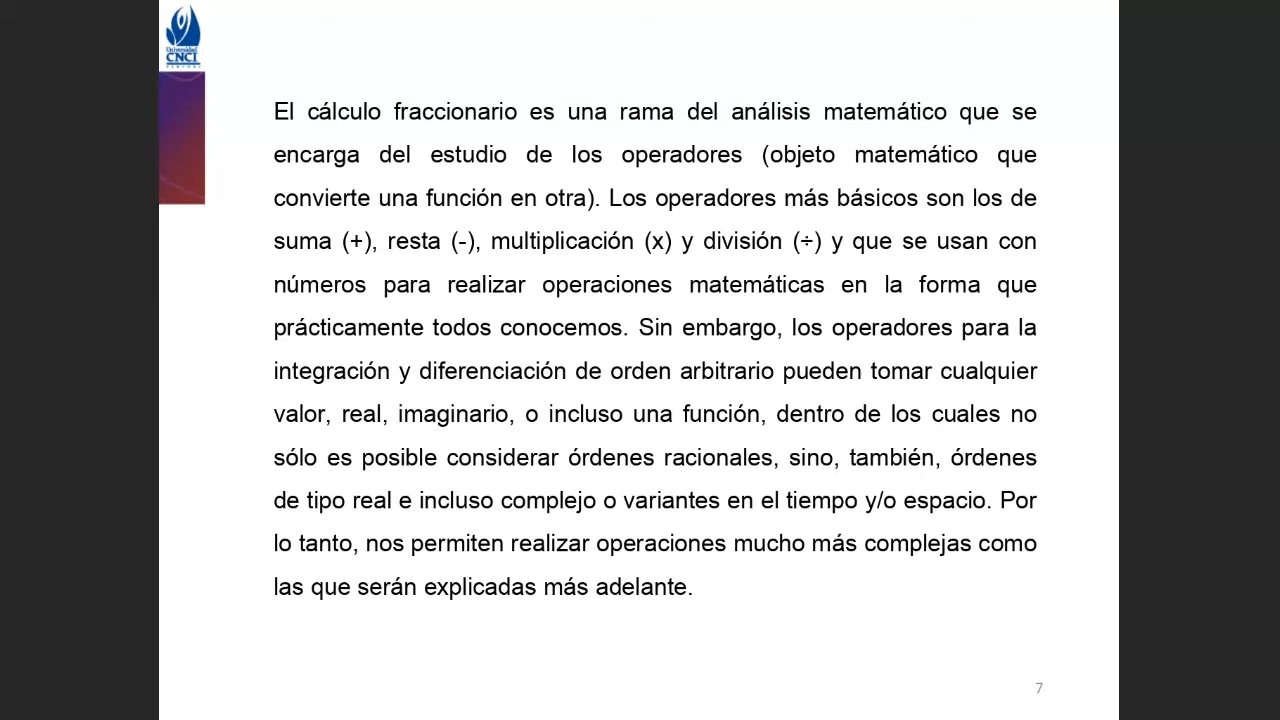 Universidad
CNCI
VIRTUAL
El cálculo fraccionario es una rama del análisis matemático que se
encarga del estudio de los operadores (objeto matemático que
convierte una función en otra). Los operadores más básicos son los de
suma (+), resta (-), multiplicación (x) y división (÷) y que se usan con
números para realizar operaciones matemáticas en la forma que
prácticamente todos conocemos. Sin embargo, los operadores para la
integración y diferenciación de orden arbitrario pueden tomar cualquier
valor, real, imaginario, o incluso una función, dentro de los cuales no
sólo es posible considerar órdenes racionales, sino, también, órdenes
de tipo real e incluso complejo o variantes en el tiempo y/o espacio. Por
lo tanto, nos permiten realizar operaciones mucho más complejas como
las que serán explicadas más adelante.
7